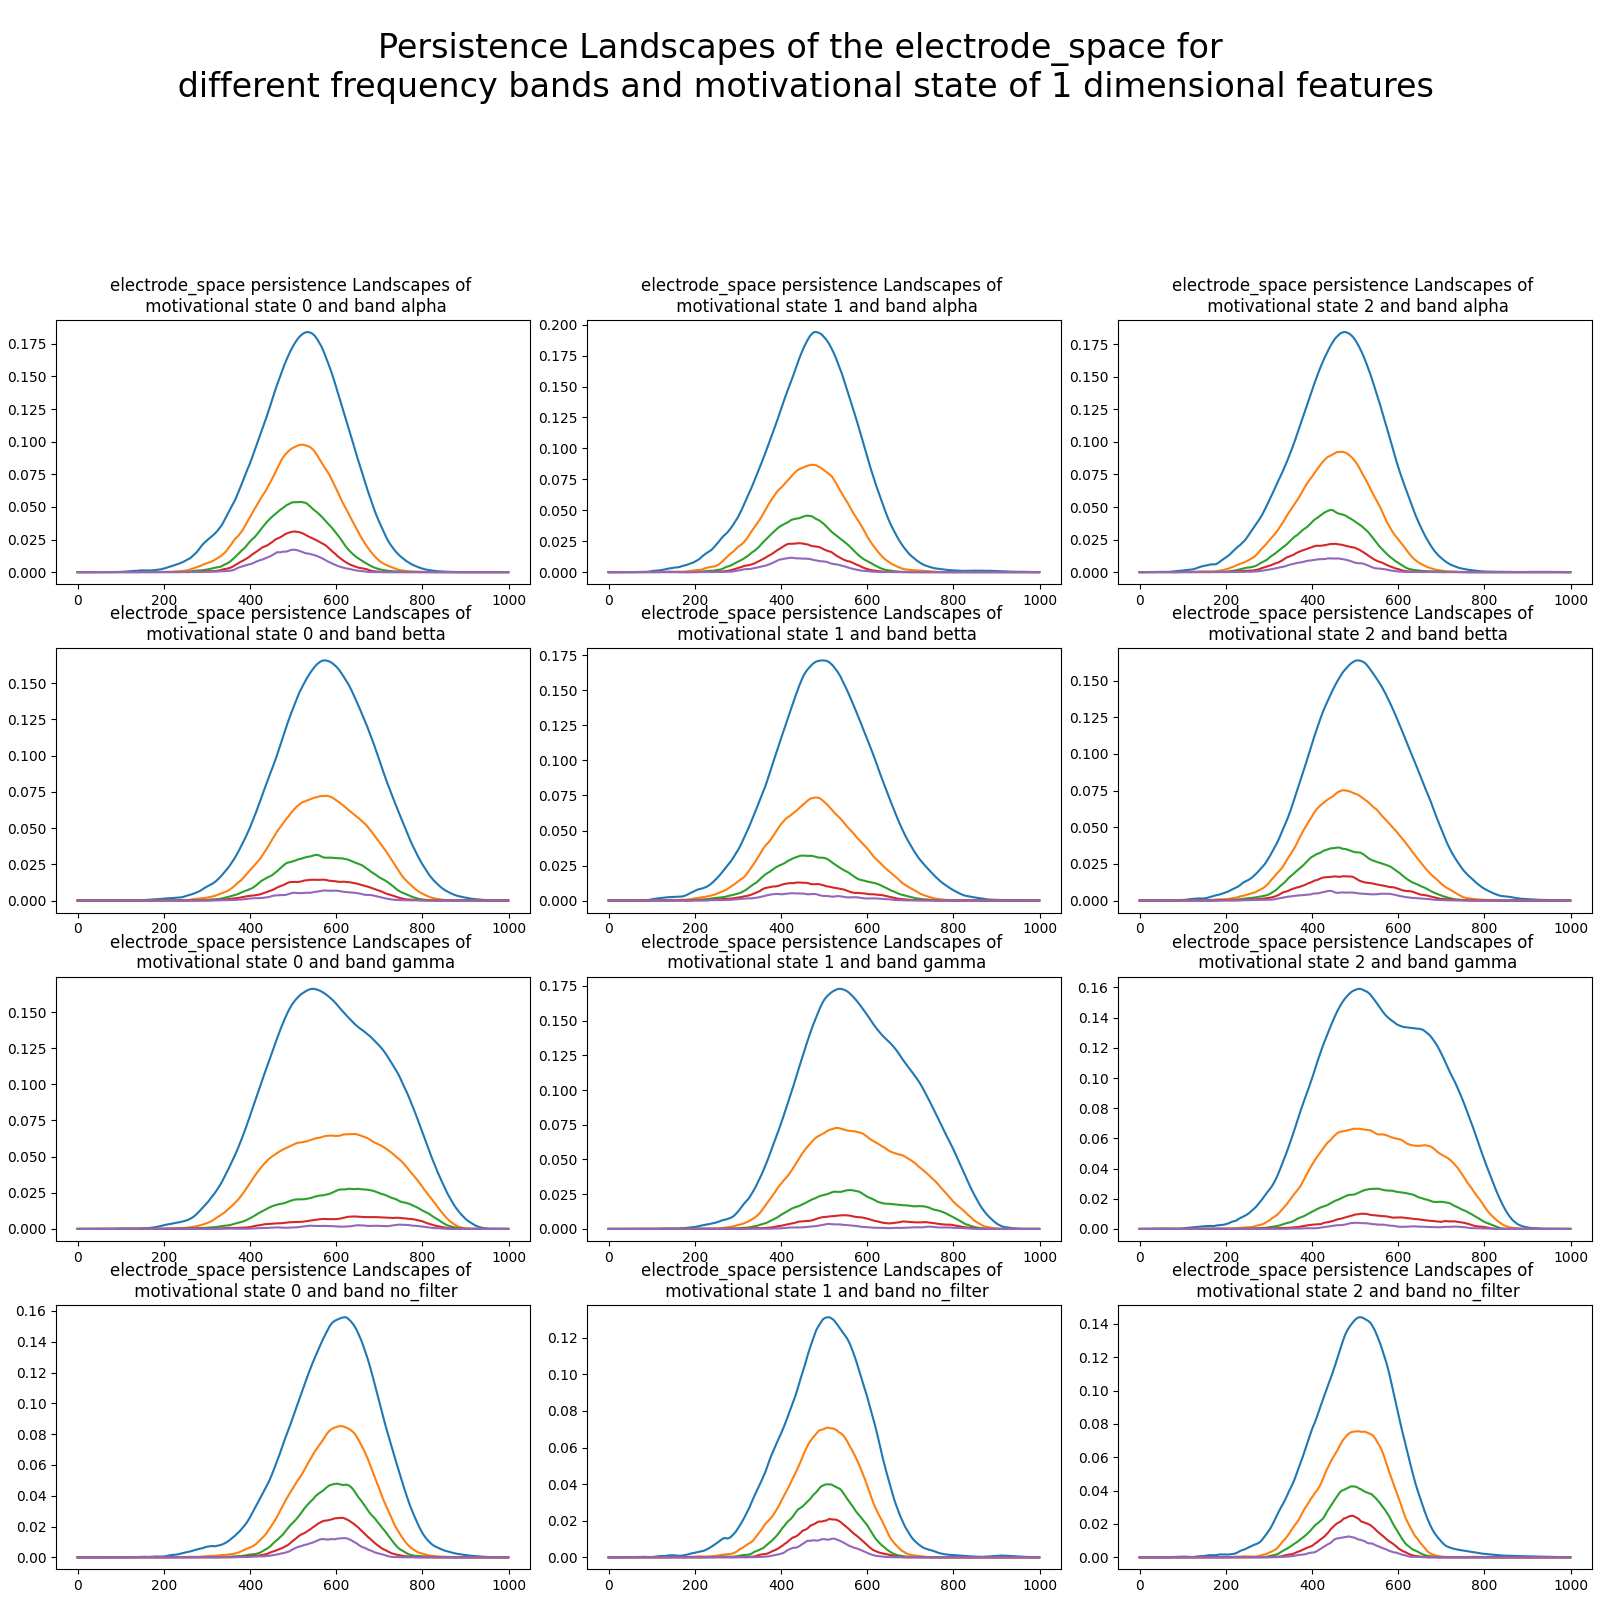 Persistence Landscapes of the electrode_space for
different frequency bands and motivational state of 1 dimensional features
electrode_space persistence Landscapes of
motivational state 0 and band alpha
0.175
0.150
0.125
0.100
0.075
0.050
0.025
0.000
0 200 400 600 800 1000
electrode_space persistence Landscapes of
motivational state 1 and band alpha
0.200
0.175
0.150
0.125
0.100
0.075
0.050
0.025
0.000
0 200 400 600 800 1000
electrode_space persistence Landscapes of
motivational state 2 and band alpha
0.175
0.150
0.125
0.100
0.075
0.050
0.025
0.000
0 200 400 600 800 1000
electrode_space persistence Landscapes of
motivational state 0 and band betta
0.150
0.125
0.100
0.075
0.050
0.025
0.000
0 200 400 600 800 1000
electrode_space persistence Landscapes of
motivational state 1 and band betta
0.175
0.150
0.125
0.100
0.075
0.050
0.025
0.000
0 200 400 600 800 1000
electrode_space persistence Landscapes of
motivational state 2 and band betta
0.150
0.125
0.100
0.075
0.050
0.025
0.000
0 200 400 600 800 1000
electrode_space persistence Landscapes of
motivational state 0 and band gamma
0.150
0.125
0.100
0.075
0.050
0.025
0.000
0 200 400 600 800 1000
electrode_space persistence Landscapes of
motivational state 1 and band gamma
0.175
0.150
0.125
0.100
0.075
0.050
0.025
0.000
0 200 400 600 800 1000
electrode_space persistence Landscapes of
motivational state 2 and band gamma
0.16
0.14
0.12
0.10
0.08
0.06
0.04
0.02
0.00
0 200 400 600 800 1000
electrode_space persistence Landscapes of
motivational state 0 and band no_filter
0.16
0.14
0.12
0.10
0.08
0.06
0.04
0.02
0.00
0 200 400 600 800 1000
electrode_space persistence Landscapes of
motivational state 1 and band no_filter
0.12
0.10
0.08
0.06
0.04
0.02
0.00
0 200 400 600 800 1000
electrode_space persistence Landscapes of
motivational state 2 and band no_filter
0.14
0.12
0.10
0.08
0.06
0.04
0.02
0.00
0 200 400 600 800 1000